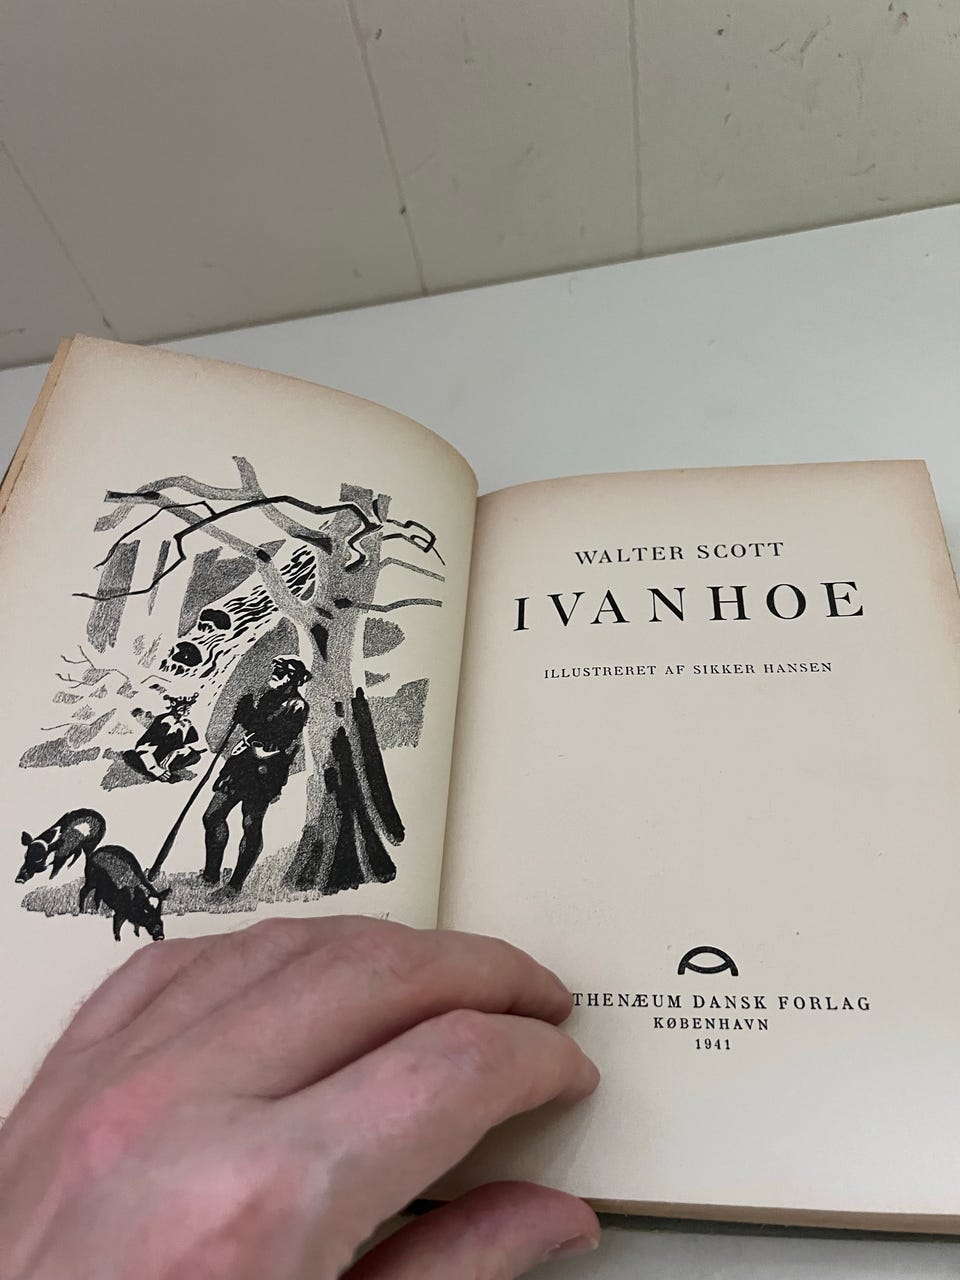 WALTER SCOTT
IVANHOE
ILLUSTRERET AF SIKKER HANSEN
THENÆUM DANSK FORLAG
KØBENHAVN
1941